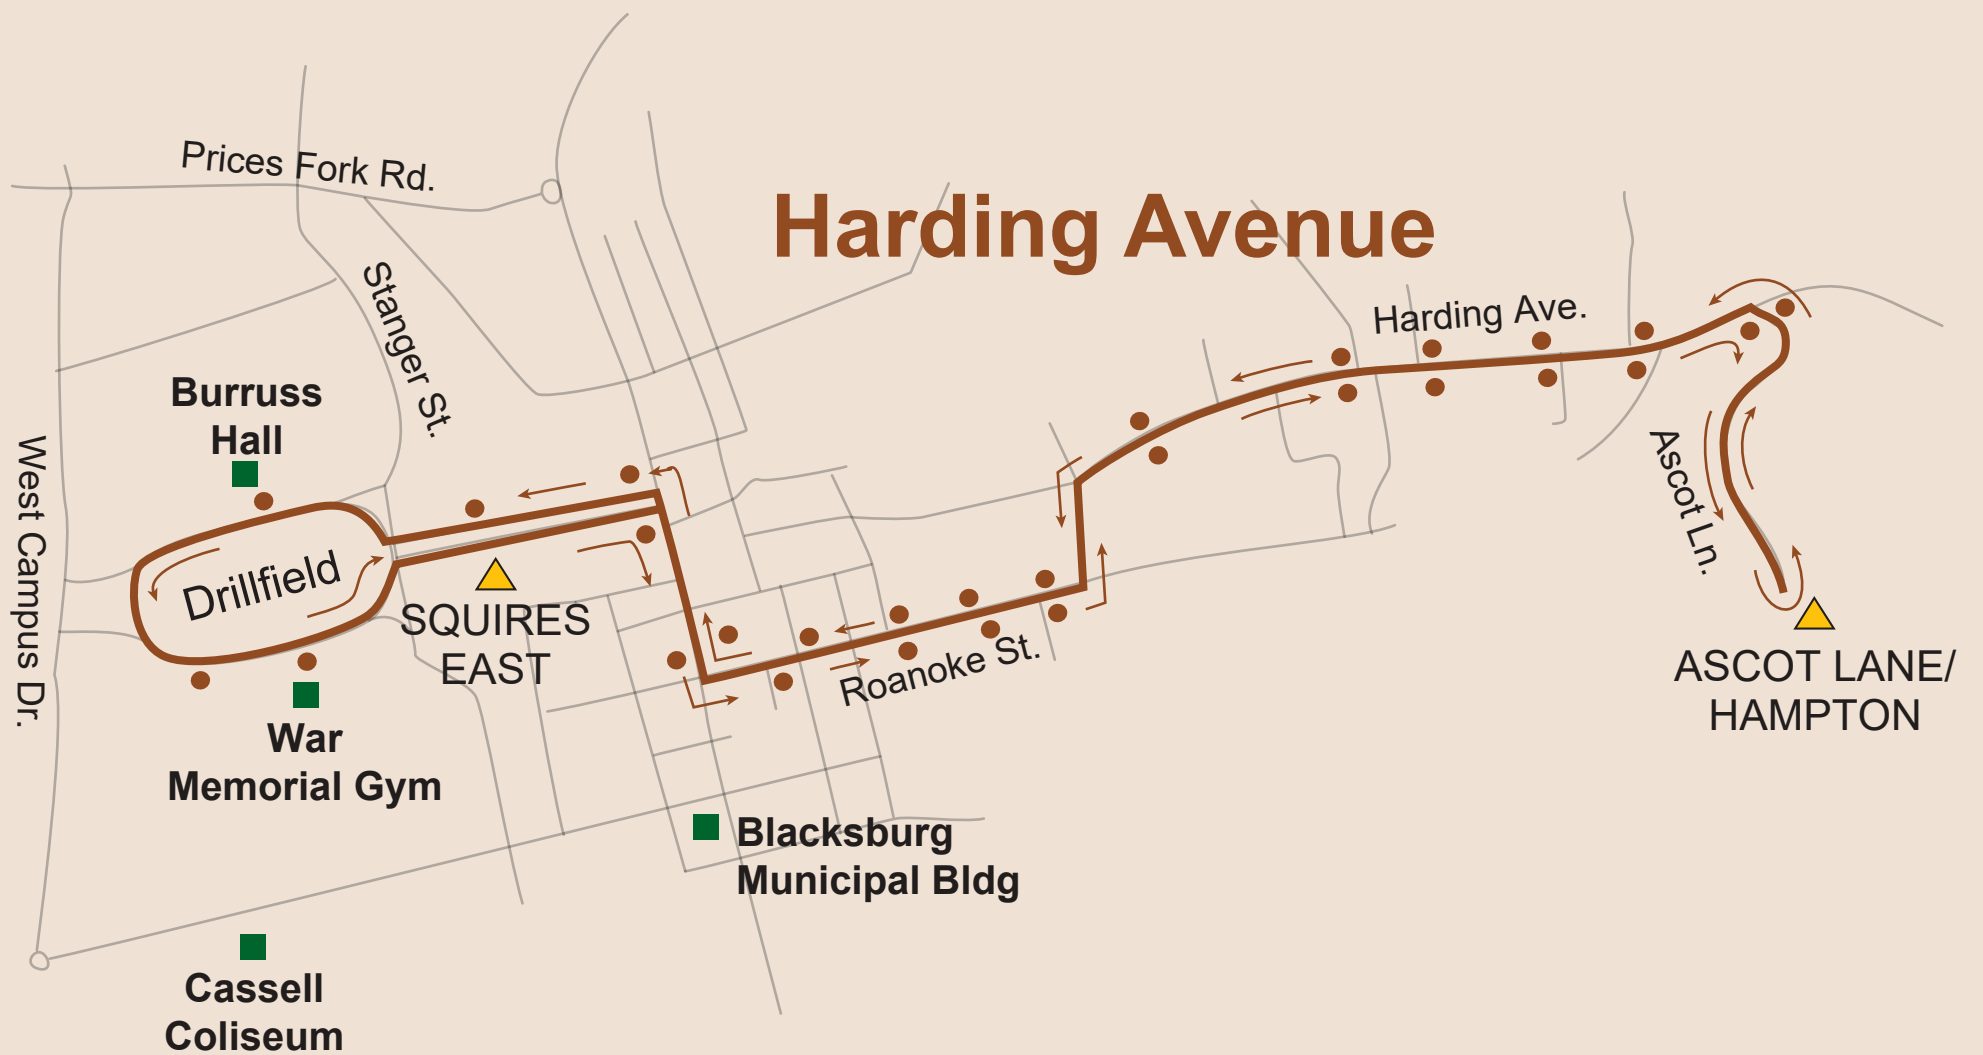 Prices Fork Rd.
Harding Avenue
Stanger St.
Harding Ave.
Burruss
Hall
West Campus Dr.
Ascot Ln.
Drillfield
SQUIRES
EAST
Roanoke St.
ASCOT LANE/
HAMPTON
War
Memorial Gym
Blacksburg
Municipal Bldg
Cassell
Coliseum